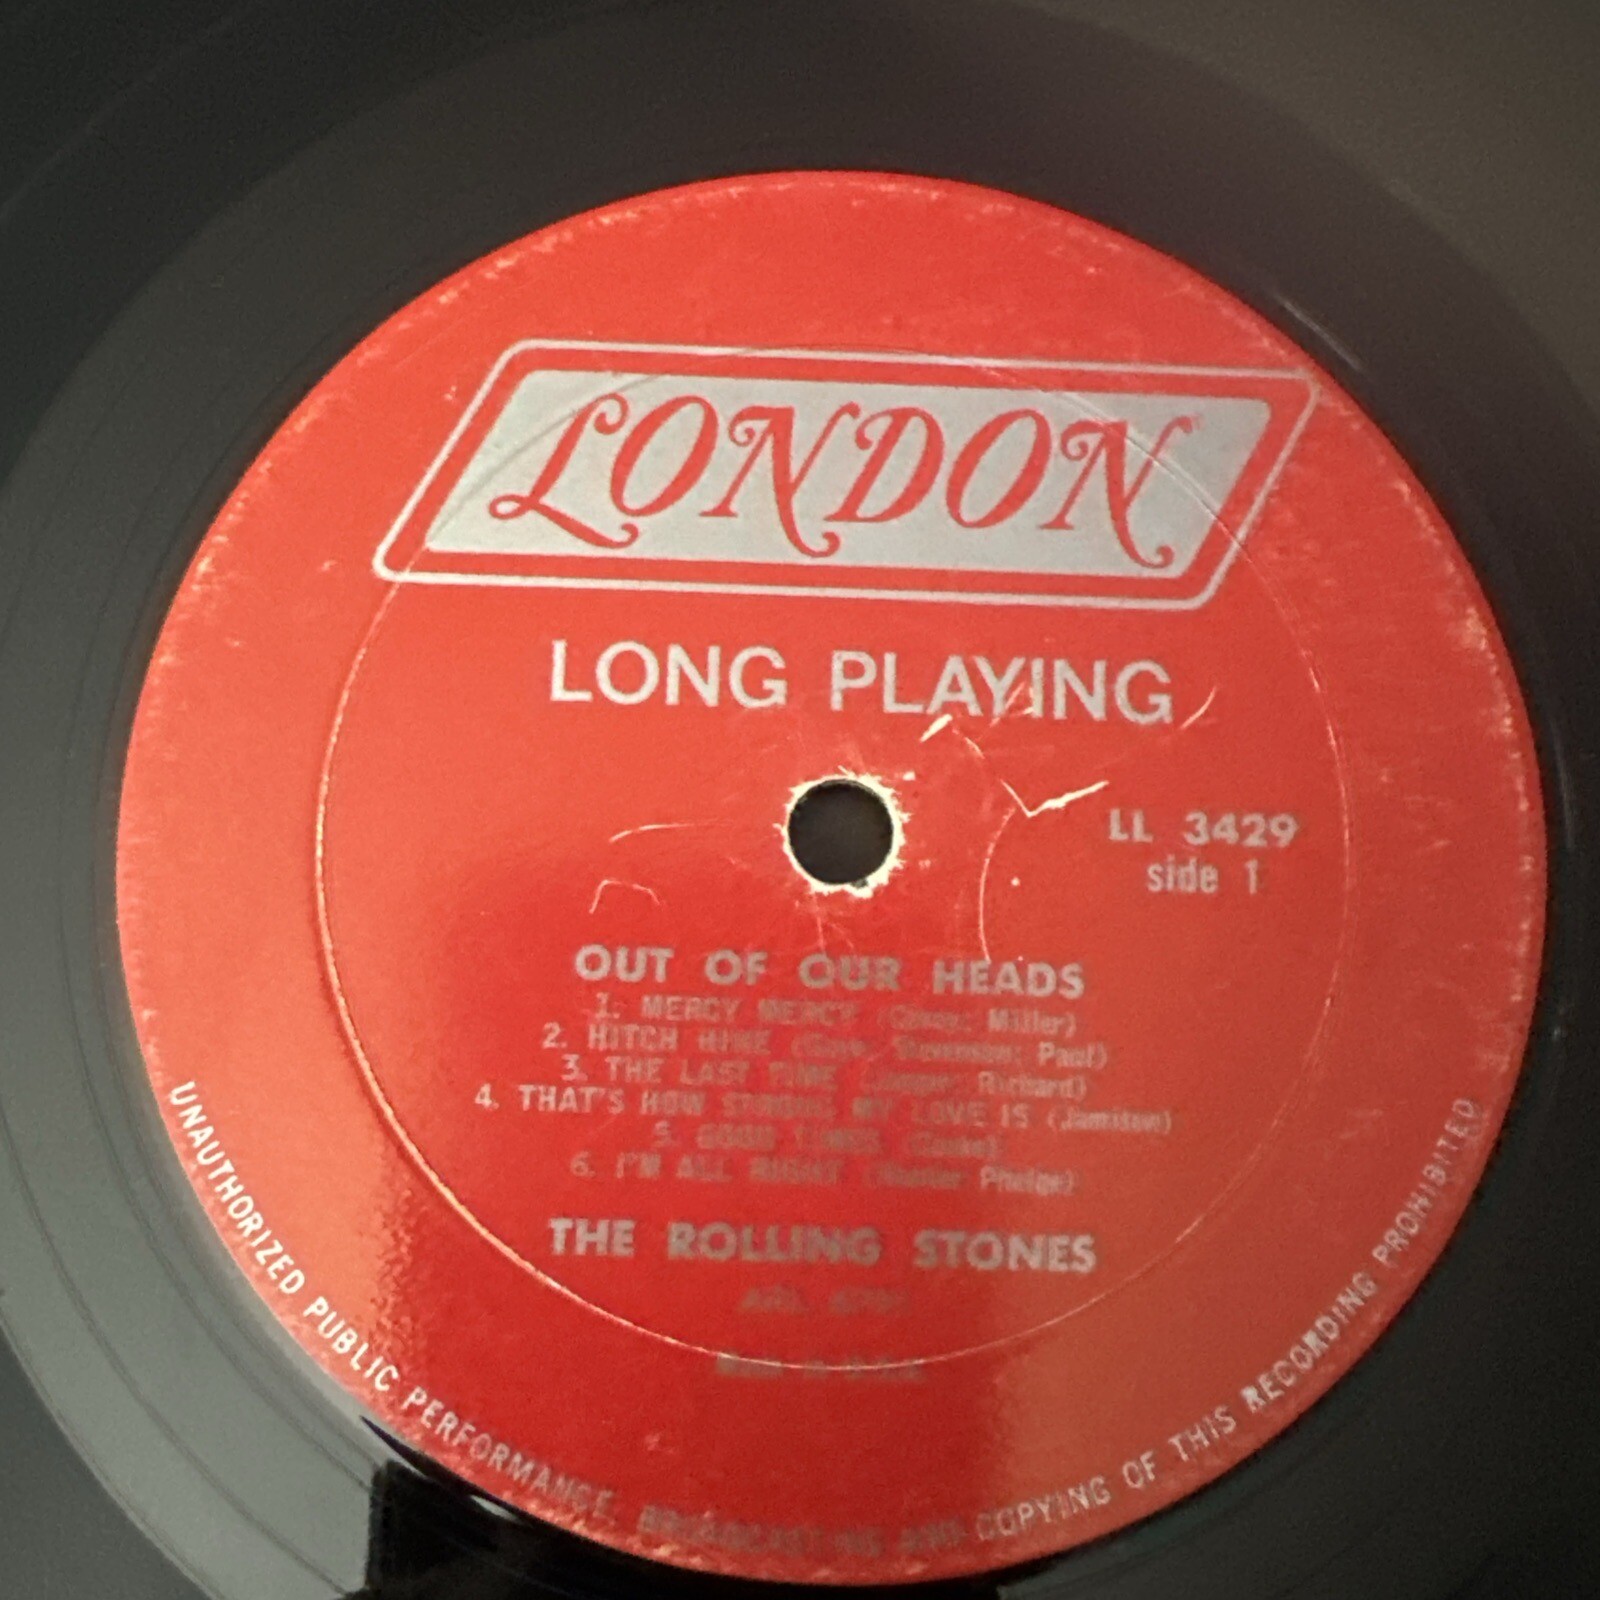 LONDON
LONG PLAYING
LL 3429
side 1
OUT OF OUR HEADS
1. MERCY MERCY (Covay; Miller)
2. HITCH HIKE (Gaye; Stevenson; Paul)
3. THE LAST TIME (Jagger; Richard)
4. THAT'S HOW STRONG MY LOVE IS (Jamison)
5. GOOD TIMES (Cooke)
6. I'M ALL RIGHT (Nanker Phelge)
THE ROLLING STONES
Made in U.S.A.
UNAUTHORIZED PUBLIC PERFORMANCE, BROADCASTING AND COPYING OF THIS RECORDING PROHIBITED